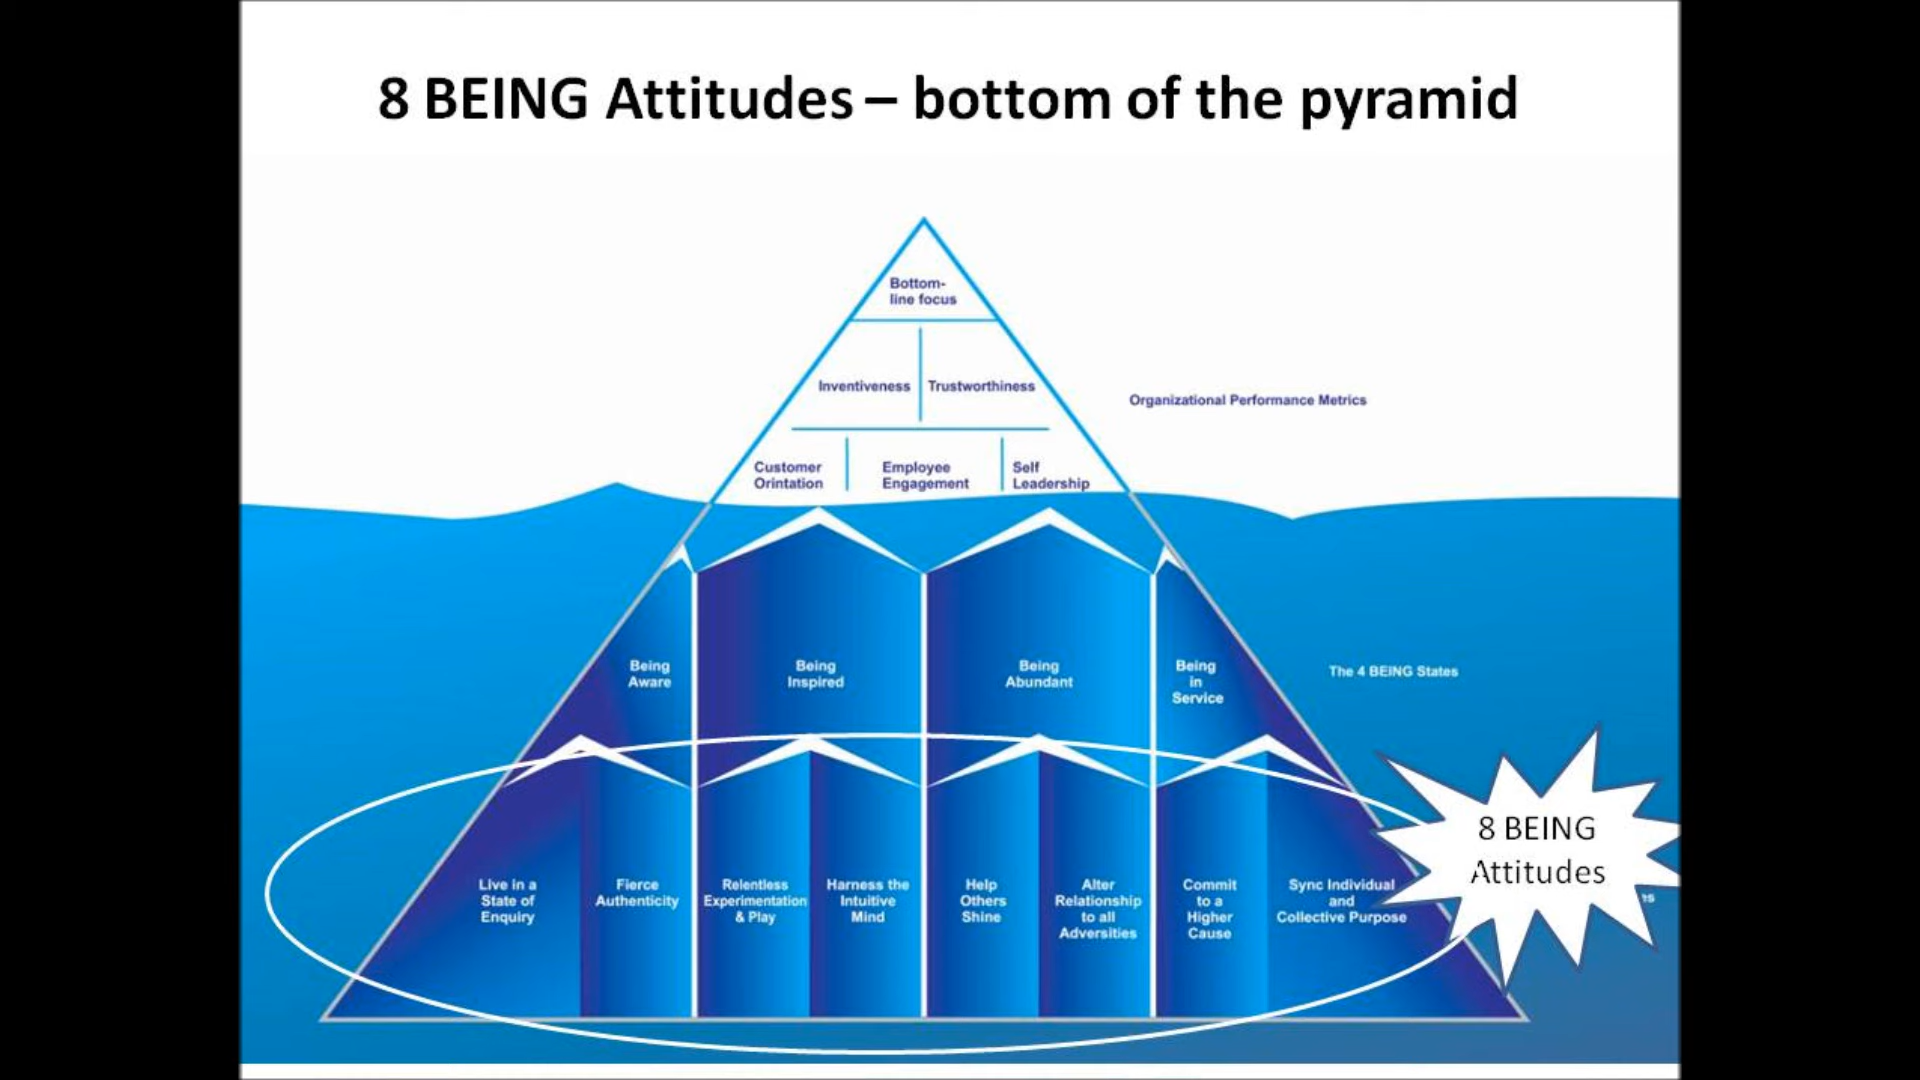 8 BEING Attitudes – bottom of the pyramid
Bottom-
line focus
Inventiveness
Trustworthiness
Organizational Performance Metrics
Customer
Orintation
Employee
Engagement
Self
Leadership
Being
Aware
Being
Inspired
Being
Abundant
Being
in
Service
The 4 BEING States
Live in a
State of
Enquiry
Fierce
Authenticity
Relentless
Experimentation
& Play
Harness the
Intuitive
Mind
Help
Others
Shine
Alter
Relationship
to all
Adversities
Commit
to a
Higher
Cause
Sync Individual
and
Collective Purpose
8 BEING
Attitudes